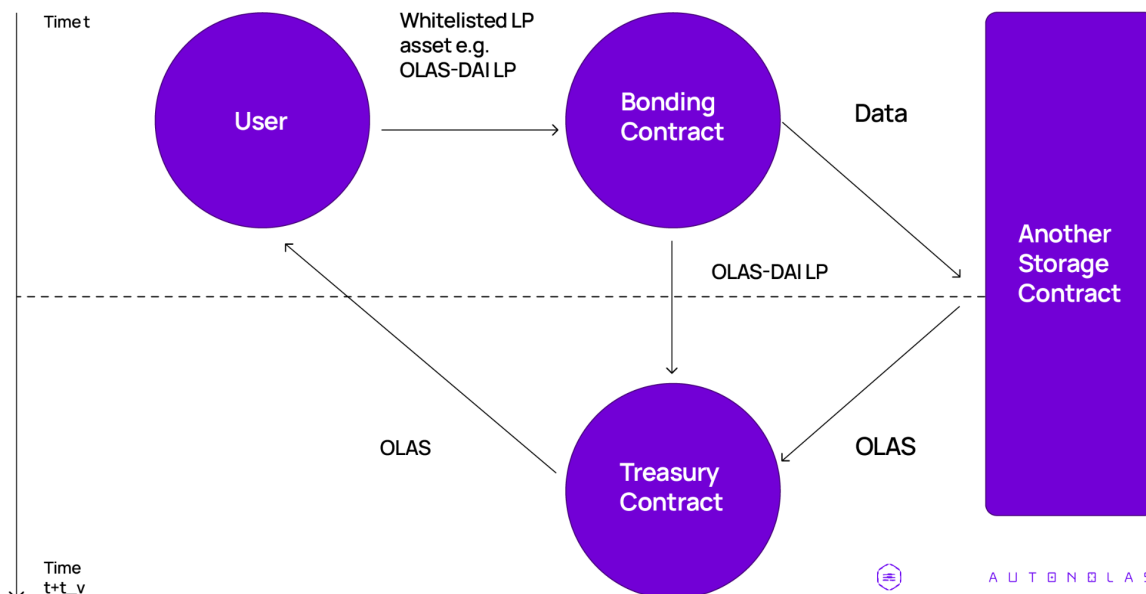 Time t
Whitelisted LP
asset e.g.
OLAS-DAI LP
User
Bonding
Contract
Data
Another
Storage
Contract
OLAS-DAI LP
OLAS
Treasury
Contract
OLAS
Time
t+t_v
AUTONOLAS